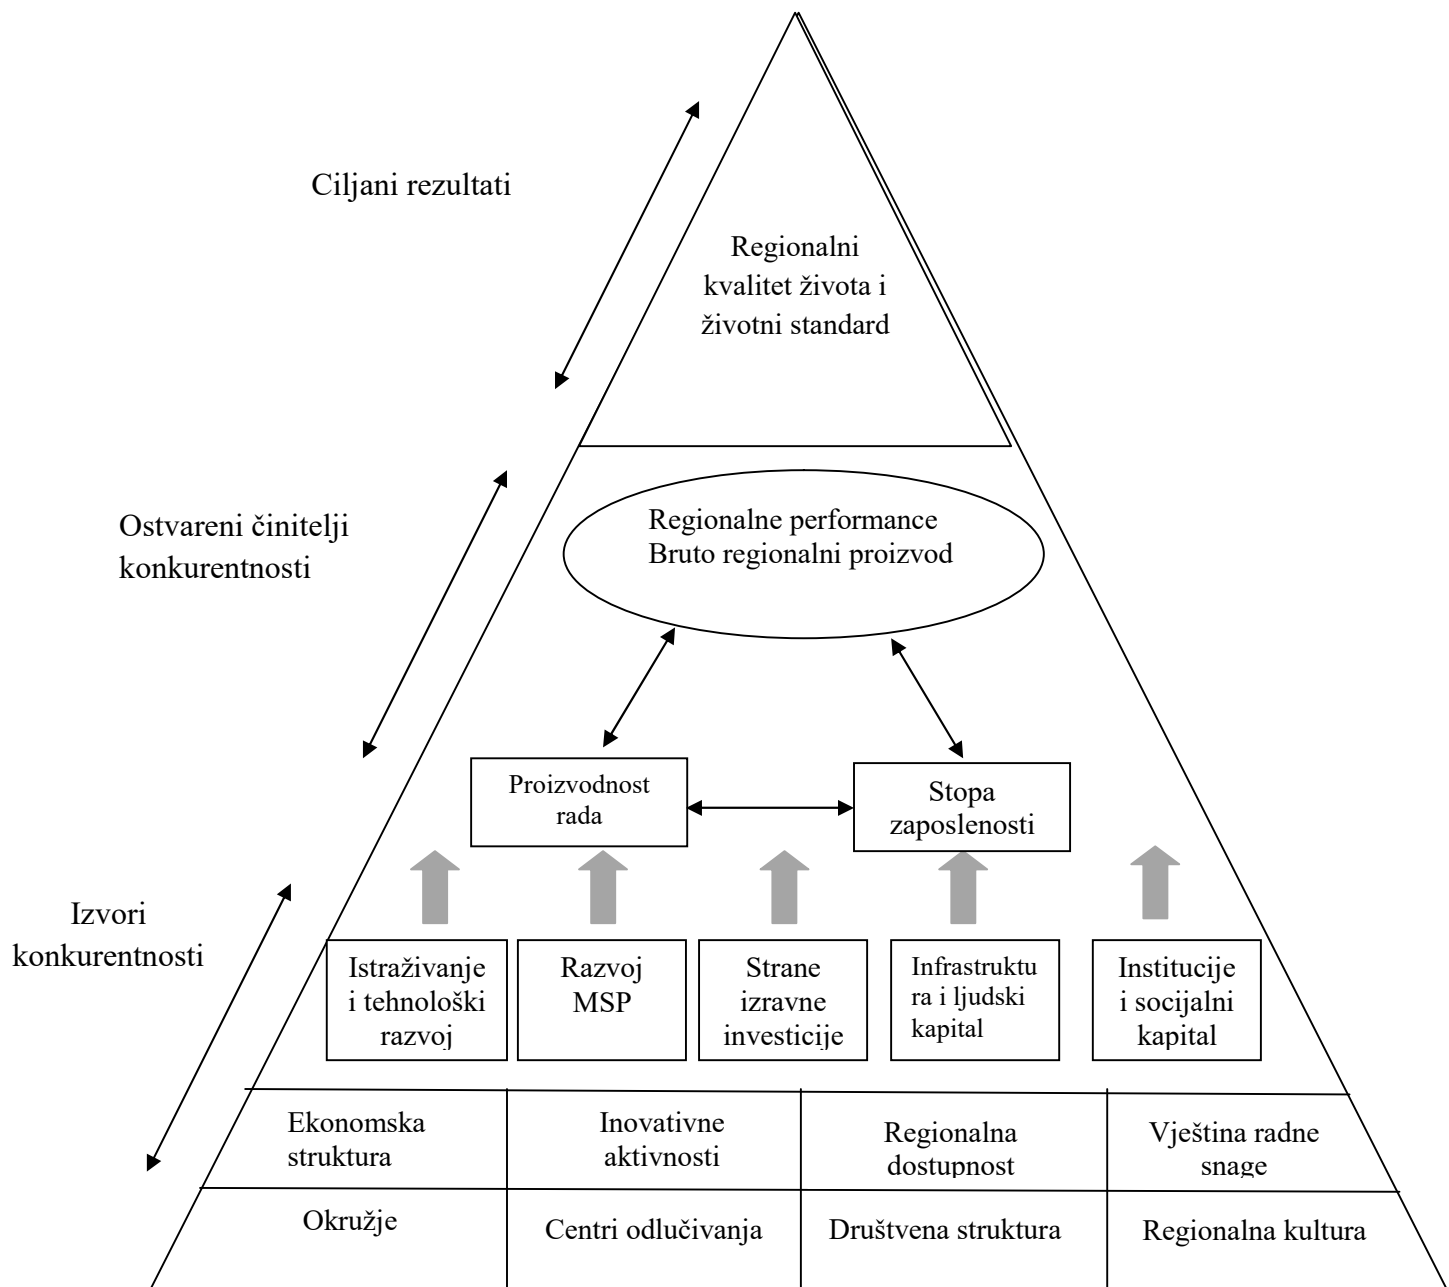 Ciljani rezultati
Regionalni
kvalitet života i
životni standard
Ostvareni činitelji
konkurentnosti
Regionalne performance
Bruto regionalni proizvod
Proizvodnost
rada
Stopa
zaposlenosti
Izvori
konkurentnosti
Istraživanje
i tehnološki
razvoj
Razvoj
MSP
Strane
izravne
investicije
Infrastruktu
ra i ljudski
kapital
Institucije
i socijalni
kapital
Ekonomska
struktura
Inovativne
aktivnosti
Regionalna
dostupnost
Vještina radne
snage
Okružje
Centri odlučivanja
Društvena struktura
Regionalna kultura